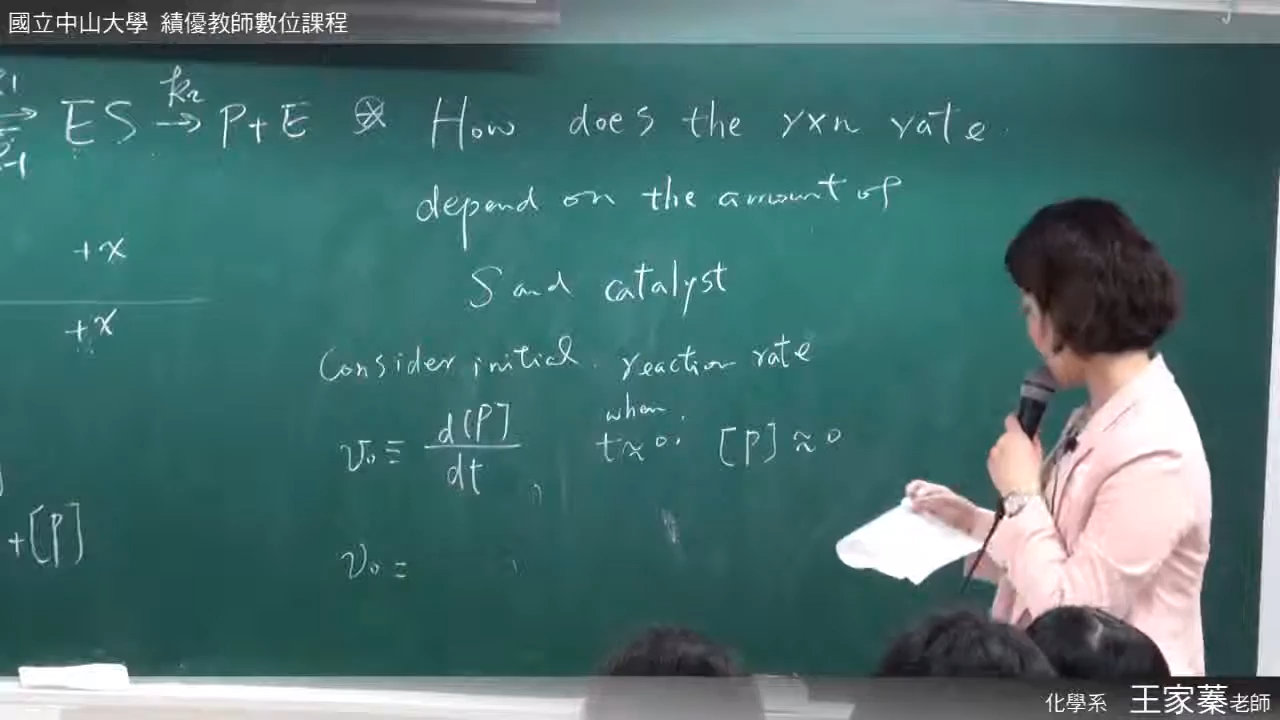 國立中山大學 績優教師數位課程
ES k₂→ P+E ⊗ How does the rxn rate
depend on the amount of
S and catalyst
+x
+x
Consider initial reaction rate
v₀ ≡ d[P]/dt when t≈0, [P] ≈ 0
+[P]
v₀ =
化學系 王家蓁老師